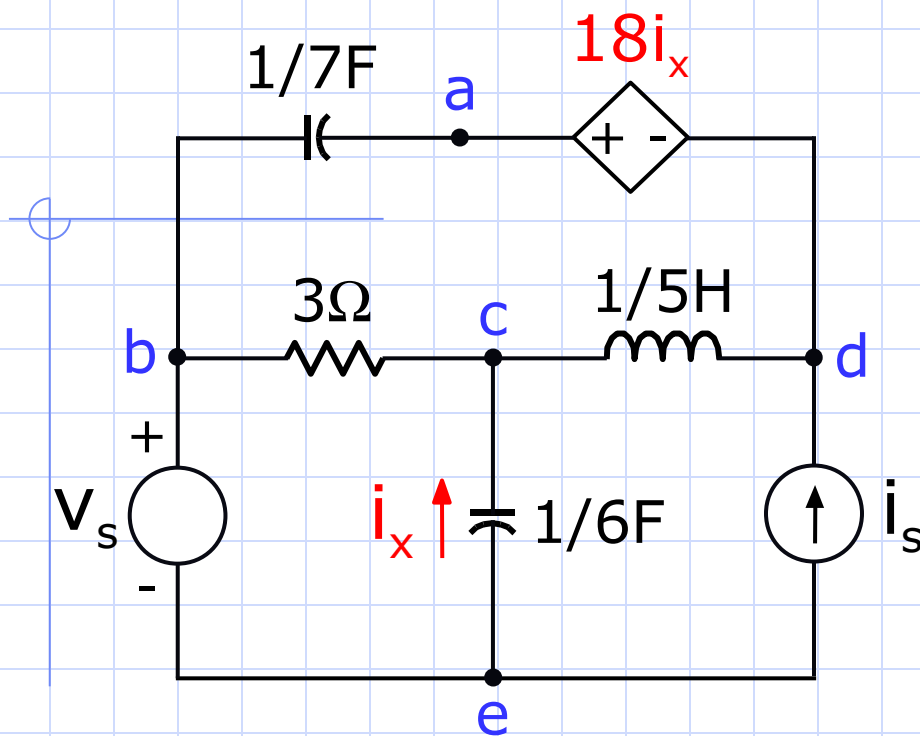 18iₓ
1/7F
a
+ -
3Ω
1/5H
c
b
d
+
vₛ
iₓ
1/6F
iₛ
-
e